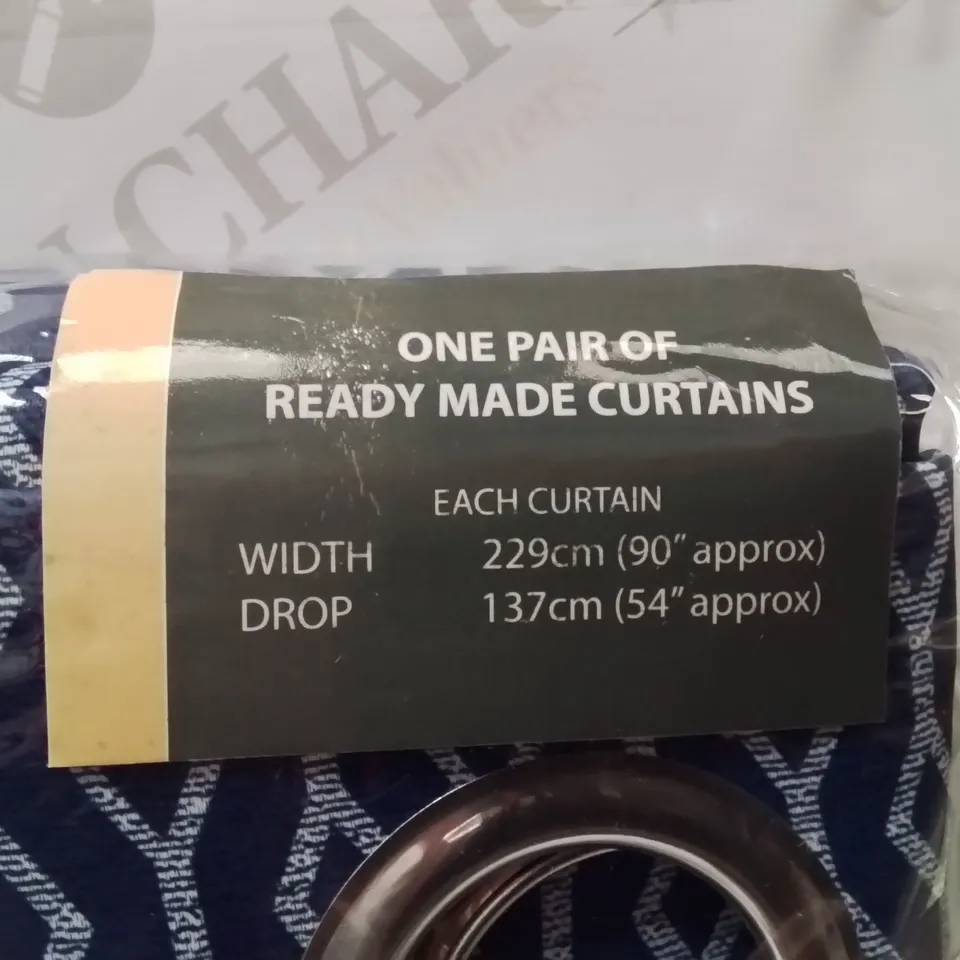 ONE PAIR OF
READY MADE CURTAINS
EACH CURTAIN
WIDTH 229cm (90" approx)
DROP 137cm (54" approx)